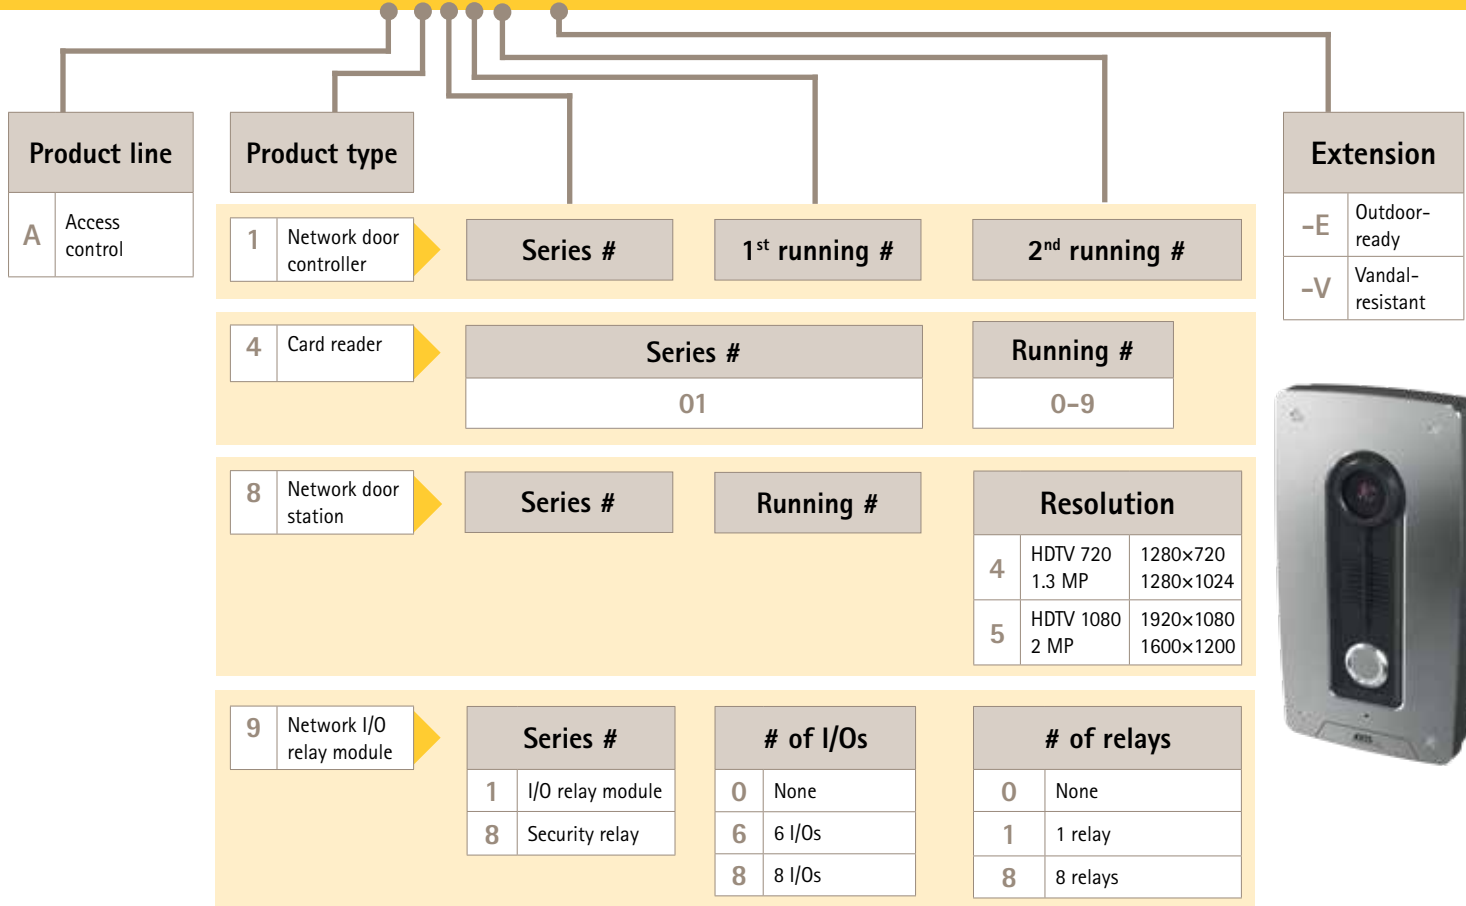 Product line
A
Access
control
Product type
1
Network door
controller
Series #
1st running #
2nd running #
Extension
-E
Outdoor-
ready
-V
Vandal-
resistant
4
Card reader
Series #
01
Running #
0-9
8
Network door
station
Series #
Running #
Resolution
4
HDTV 720
1.3 MP
1280×720
1280×1024
5
HDTV 1080
2 MP
1920×1080
1600×1200
9
Network I/O
relay module
Series #
1
I/O relay module
8
Security relay
# of I/Os
0
None
6
6 I/Os
8
8 I/Os
# of relays
0
None
1
1 relay
8
8 relays
AXIS